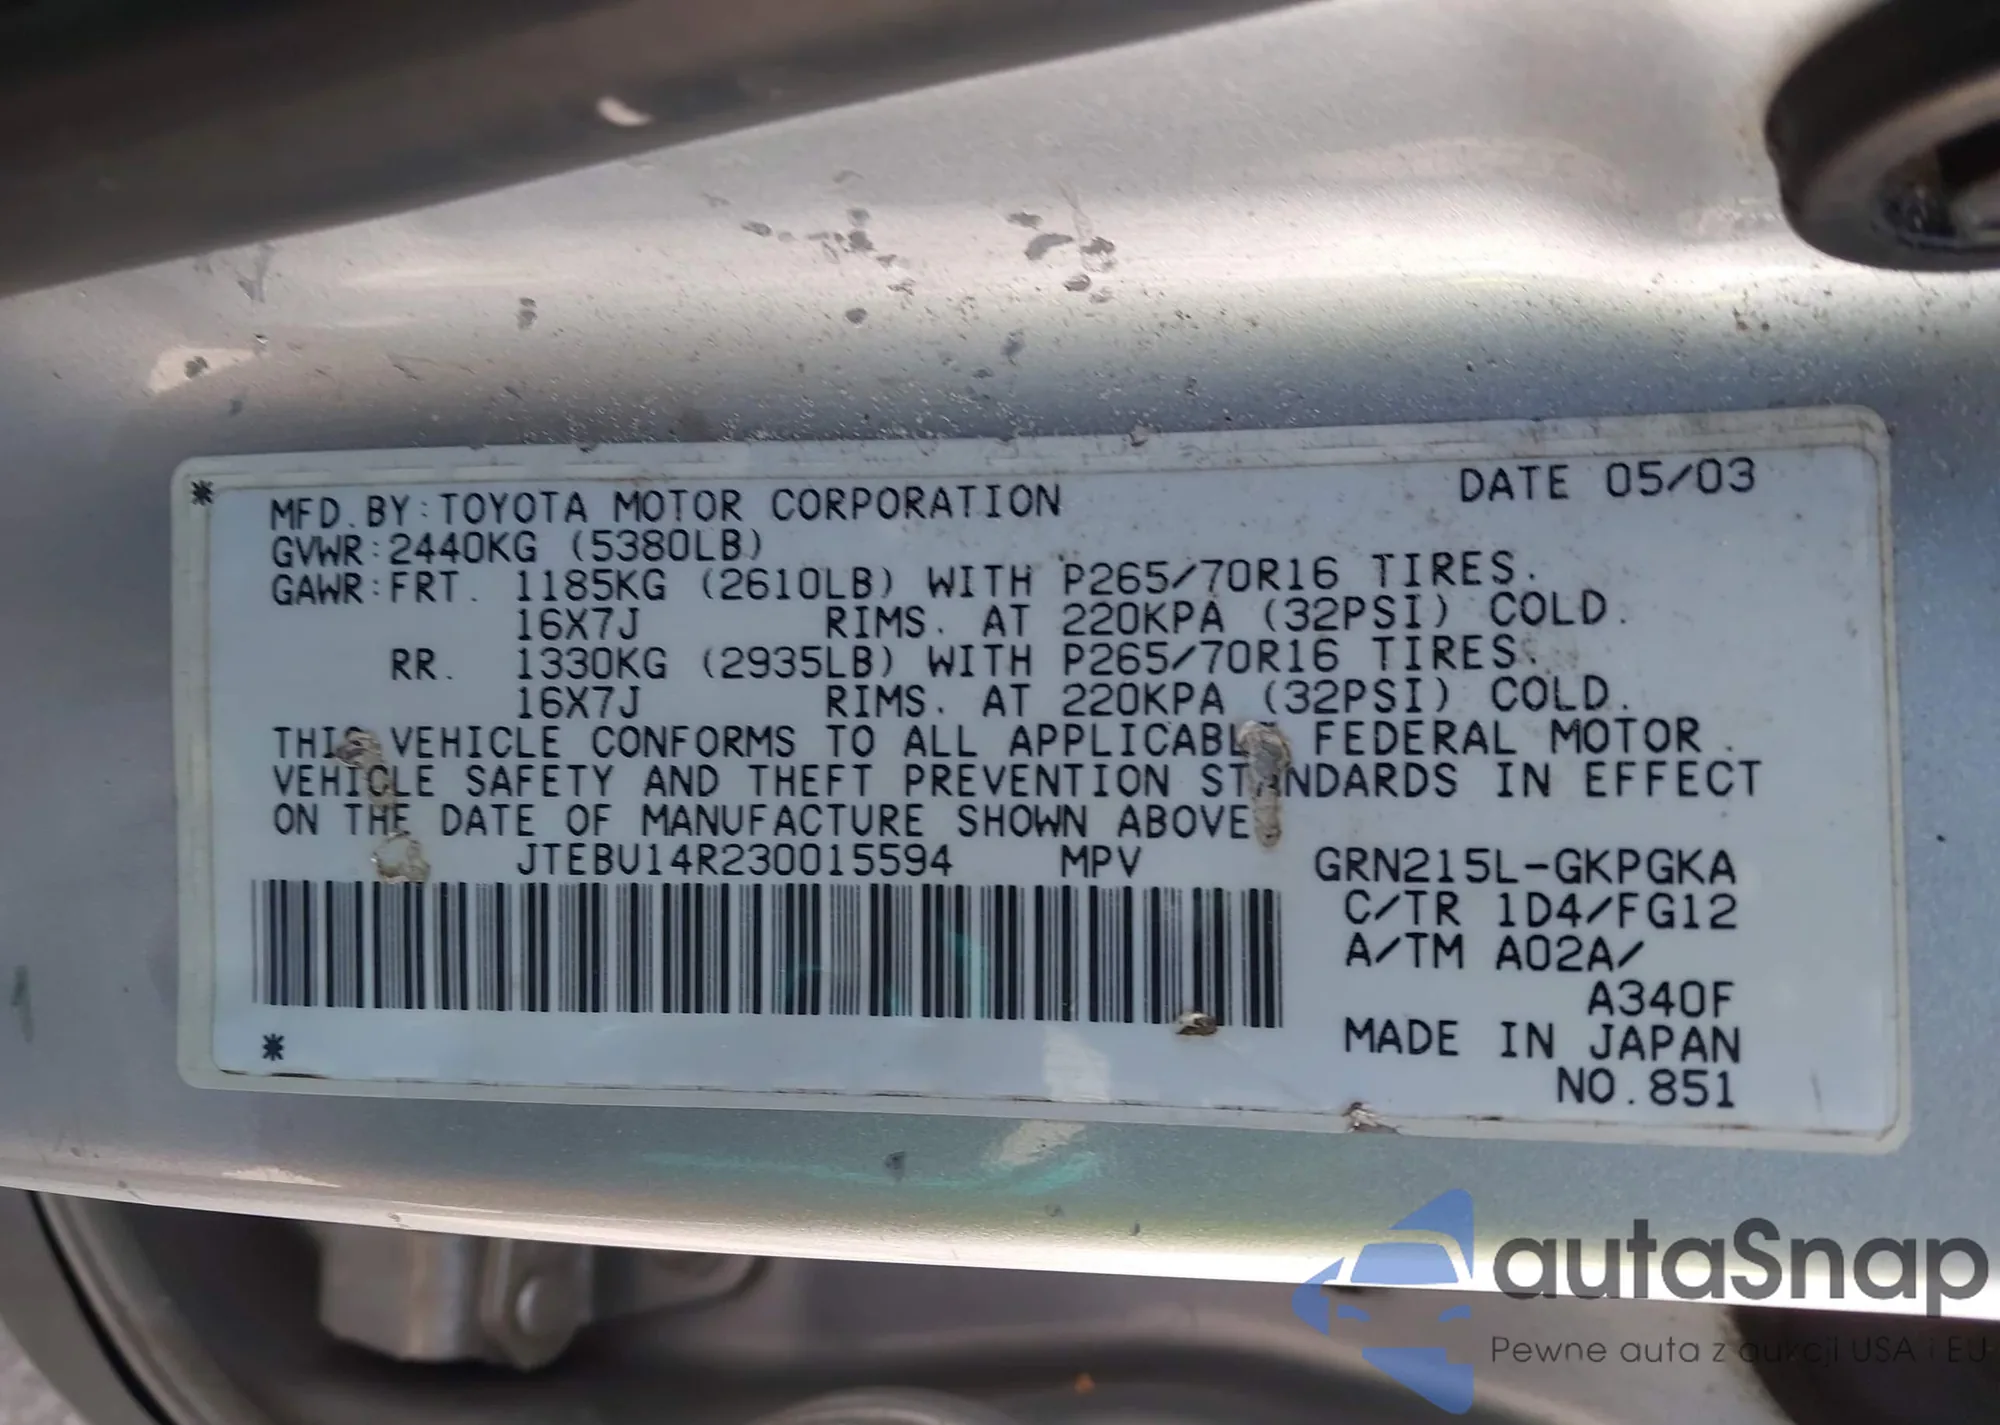 * MFD.BY:TOYOTA MOTOR CORPORATION DATE 05/03
GVWR:2440KG (5380LB)
GAWR:FRT. 1185KG (2610LB) WITH P265/70R16 TIRES.
16X7J RIMS. AT 220KPA (32PSI) COLD.
RR. 1330KG (2935LB) WITH P265/70R16 TIRES.
16X7J RIMS. AT 220KPA (32PSI) COLD.
THIS VEHICLE CONFORMS TO ALL APPLICABLE FEDERAL MOTOR
VEHICLE SAFETY AND THEFT PREVENTION STANDARDS IN EFFECT
ON THE DATE OF MANUFACTURE SHOWN ABOVE
JTEBU14R230015594 MPV GRN215L-GKPGKA
C/TR 1D4/FG12
A/TM A02A/
A340F
MADE IN JAPAN
* NO.851
autaSnap
Pewne auta z aukcji USA i EU